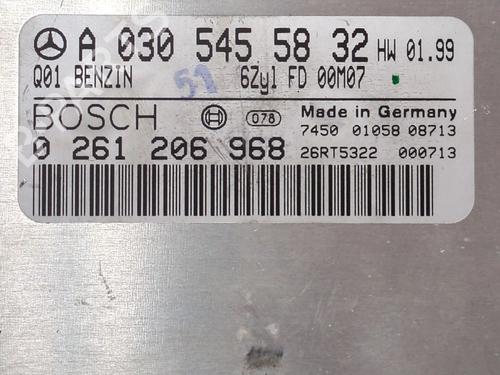 A 030 545 58 32 HW 01.99
Q01 BENZIN 6Zyl FD 00M07
51
BOSCH 078 Made in Germany
7450 01058 08713
0 261 206 968 26RT5322 000713